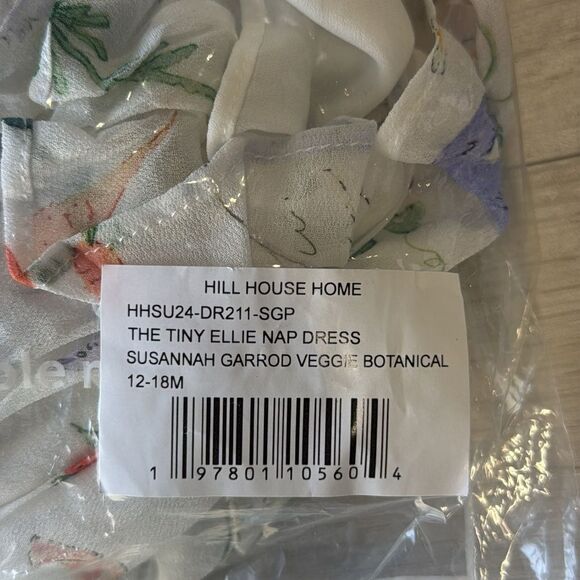 HILL HOUSE HOME
HHSU24-DR211-SGP
THE TINY ELLIE NAP DRESS
SUSANNAH GARROD VEGGIE BOTANICAL
12-18M
1 97801 10560 4